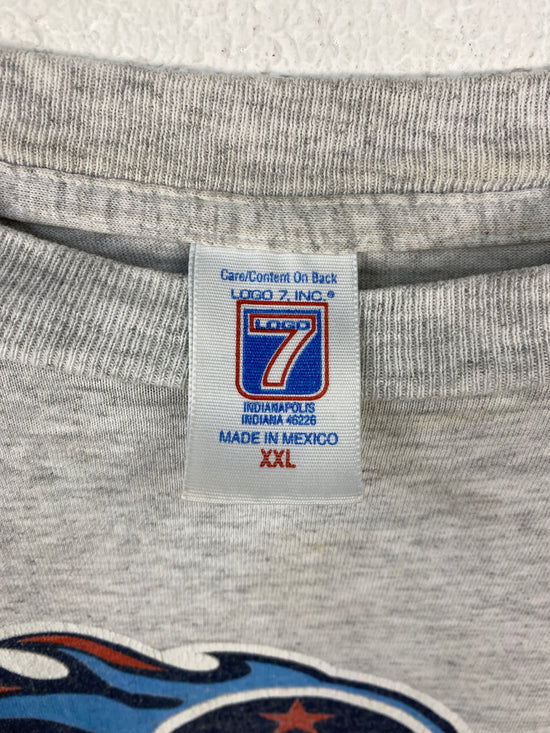 Care/Content On Back
LOGO 7, INC.®
LOGO
7
INDIANAPOLIS
INDIANA 46226
MADE IN MEXICO
XXL